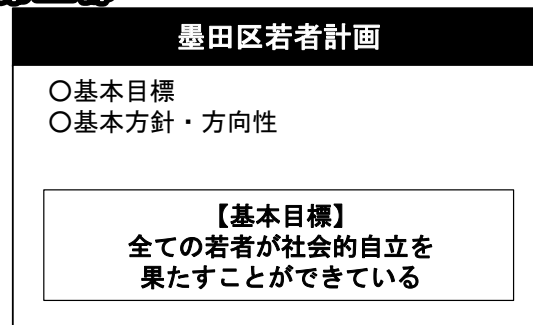 墨田区若者計画
〇基本目標
〇基本方針・方向性
【基本目標】
全ての若者が社会的自立を
果たすことができている